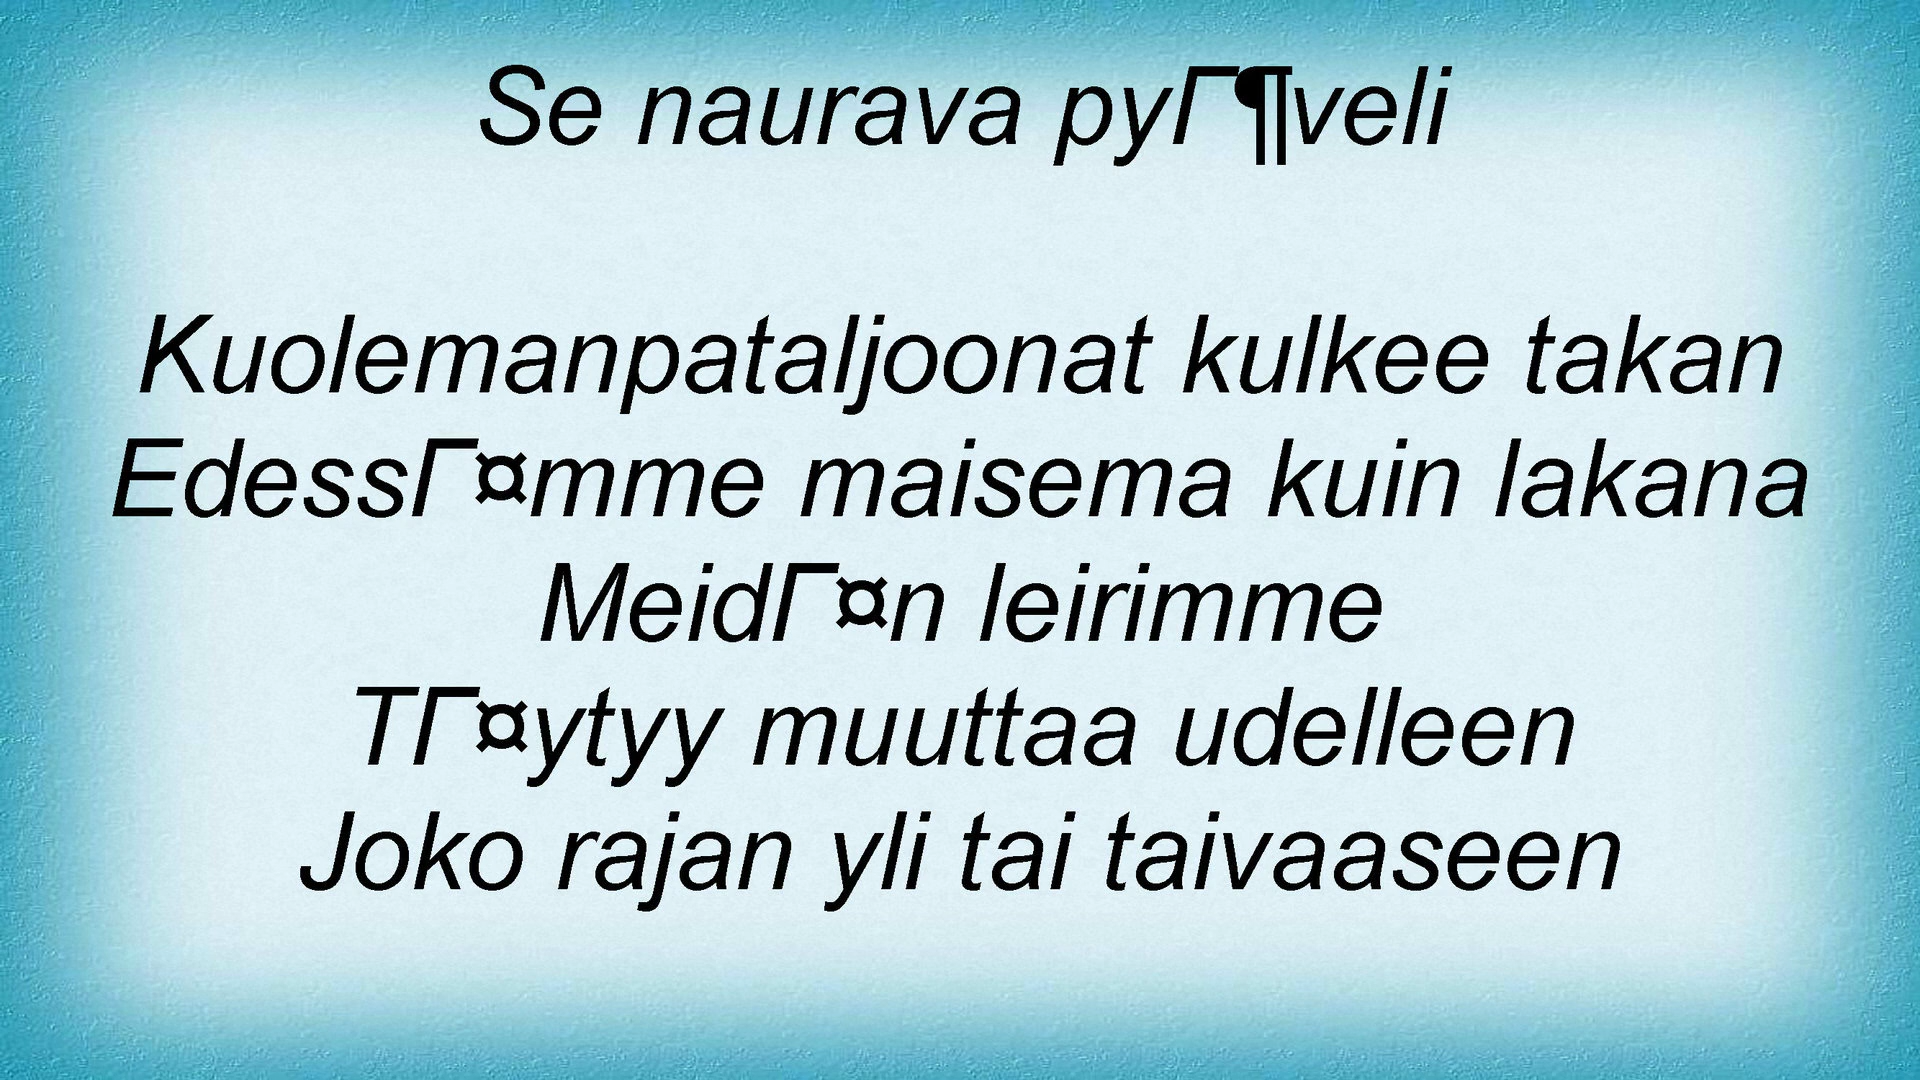 Se naurava pyГ¶veli
Kuolemanpataljoonat kulkee takan
EdessГ¤mme maisema kuin lakana
MeidГ¤n leirimme
TГ¤ytyy muuttaa udelleen
Joko rajan yli tai taivaaseen